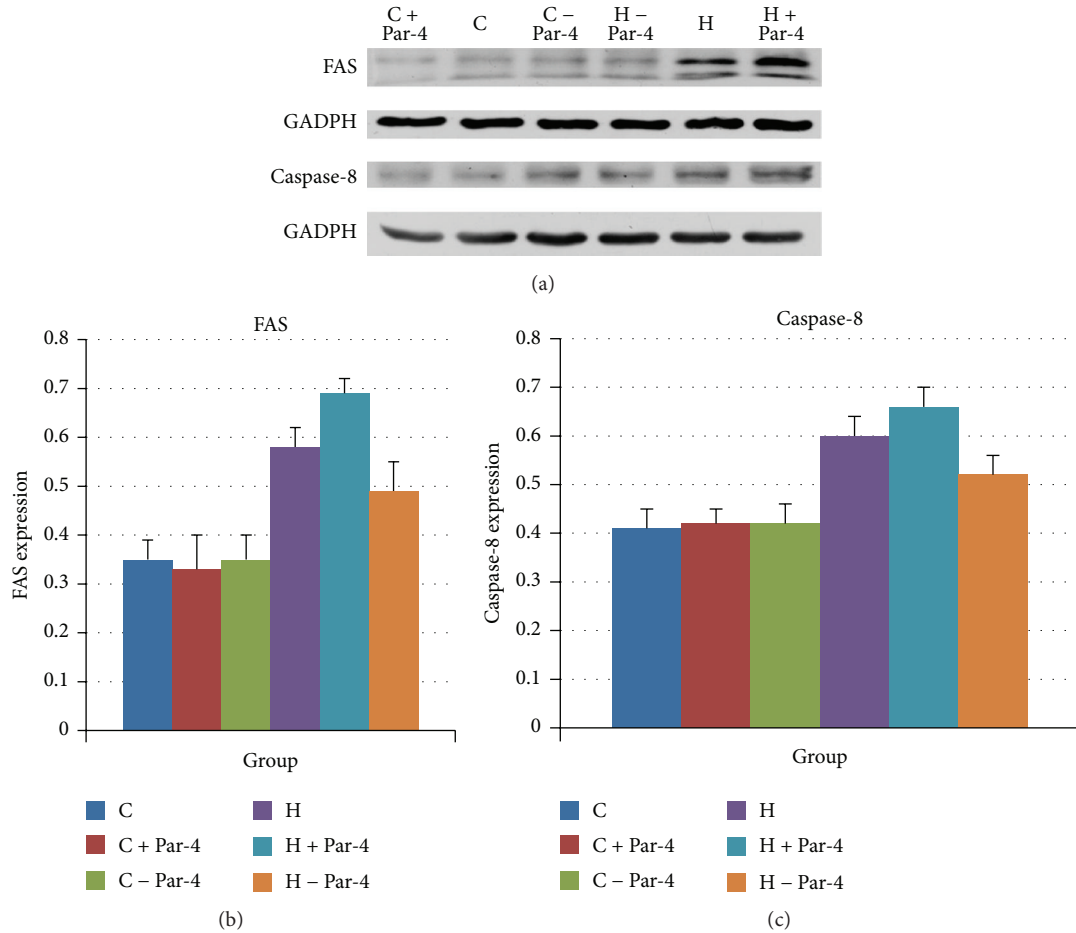 C + Par-4
C
C − Par-4
H − Par-4
H
H + Par-4
FAS
GADPH
Caspase-8
GADPH
(a)
FAS
0.8
0.7
0.6
0.5
0.4
0.3
0.2
0.1
0
FAS expression
Group
C
C + Par-4
C − Par-4
H
H + Par-4
H − Par-4
(b)
Caspase-8
0.8
0.7
0.6
0.5
0.4
0.3
0.2
0.1
0
Caspase-8 expression
Group
C
C + Par-4
C − Par-4
H
H + Par-4
H − Par-4
(c)